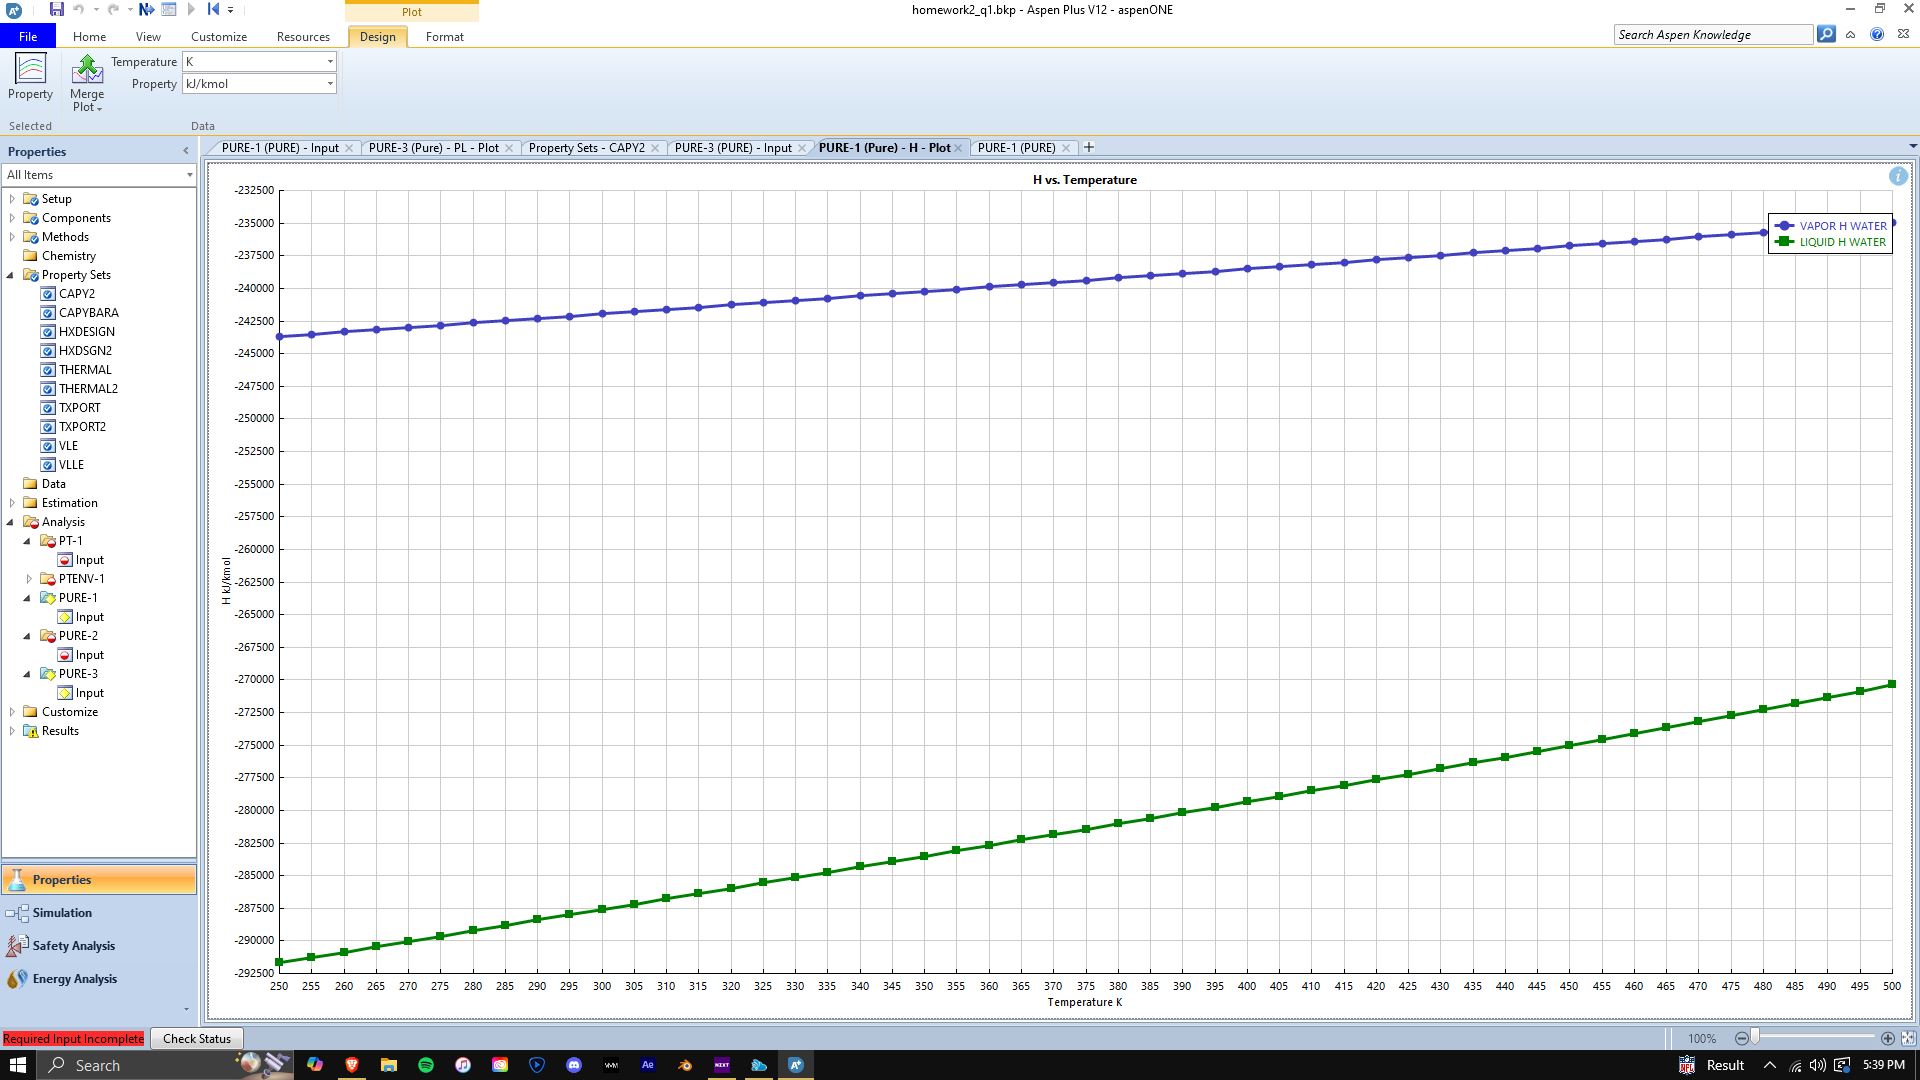 Plot
homework2_q1.bkp - Aspen Plus V12 - aspenONE
File Home View Customize Resources Design Format
Search Aspen Knowledge
Temperature K
Property kJ/kmol
Property
Merge
Plot
Selected
Data
Properties
All Items
PURE-1 (PURE) - Input PURE-3 (Pure) - PL - Plot Property Sets - CAPY2 PURE-3 (PURE) - Input PURE-1 (Pure) - H - Plot PURE-1 (PURE)
Setup
Components
Methods
Chemistry
Property Sets
CAPY2
CAPYBARA
HXDESIGN
HXDSGN2
THERMAL
THERMAL2
TXPORT
TXPORT2
VLE
VLLE
Data
Estimation
Analysis
PT-1
Input
PTENV-1
PURE-1
Input
PURE-2
Input
PURE-3
Input
Customize
Results
Properties
Simulation
Safety Analysis
Energy Analysis
H vs. Temperature
VAPOR H WATER
LIQUID H WATER
H kJ/kmol
-232500
-235000
-237500
-240000
-242500
-245000
-247500
-250000
-252500
-255000
-257500
-260000
-262500
-265000
-267500
-270000
-272500
-275000
-277500
-280000
-282500
-285000
-287500
-290000
-292500
250 255 260 265 270 275 280 285 290 295 300 305 310 315 320 325 330 335 340 345 350 355 360 365 370 375 380 385 390 395 400 405 410 415 420 425 430 435 440 445 450 455 460 465 470 475 480 485 490 495 500
Temperature K
Required Input Incomplete
Check Status
100%
Search
Ae
Result
5:39 PM